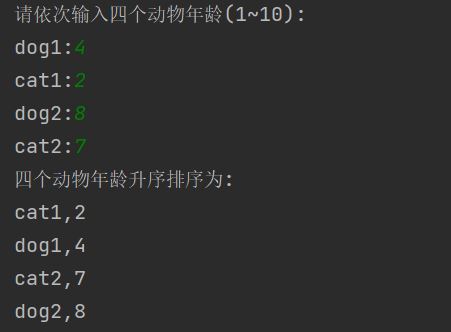 请依次输入四个动物年龄(1~10):
dog1:4
cat1:2
dog2:8
cat2:7
四个动物年龄升序排序为:
cat1,2
dog1,4
cat2,7
dog2,8